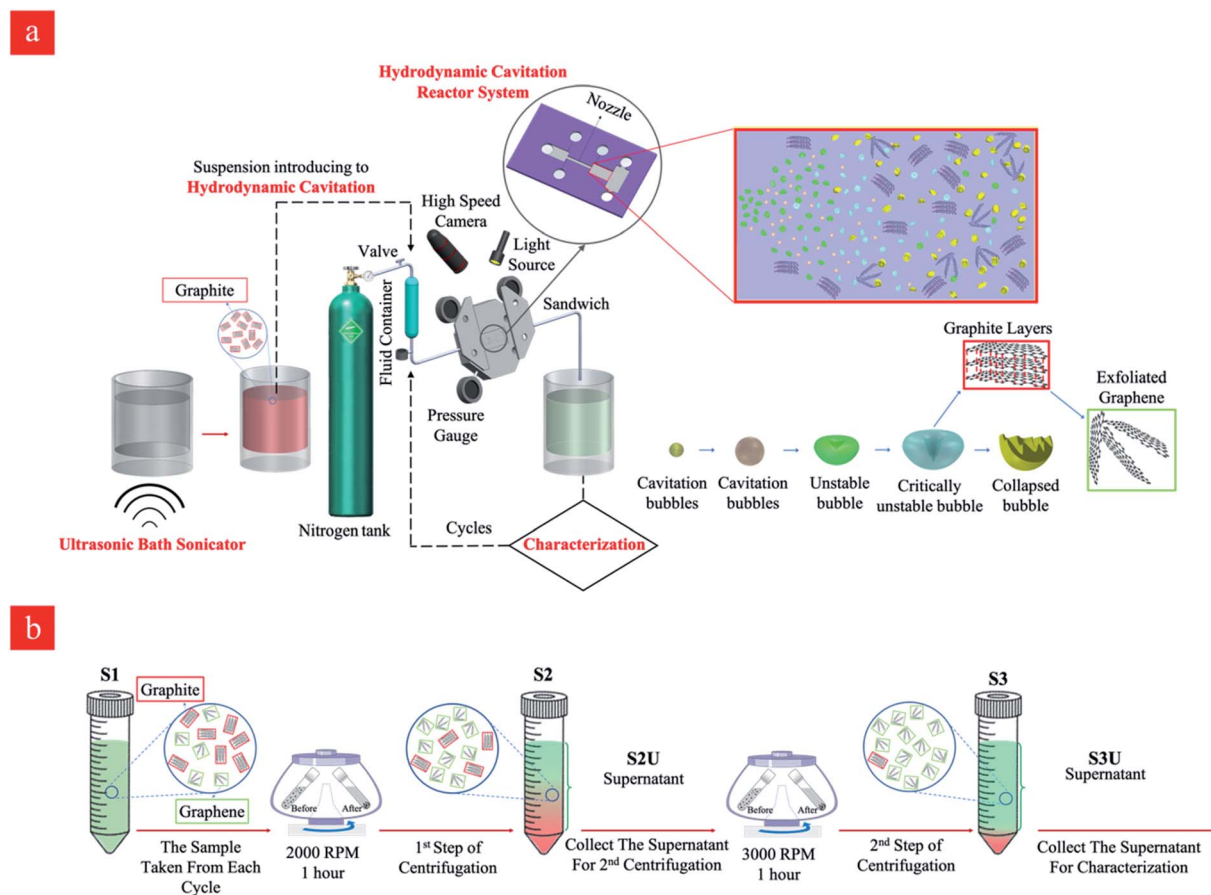 a
Hydrodynamic Cavitation
Reactor System
Nozzle
Suspension introducing to
Hydrodynamic Cavitation
High Speed
Camera
Light
Source
Valve
Graphite
Fluid Container
Sandwich
Pressure
Gauge
Nitrogen tank
Ultrasonic Bath Sonicator
Cycles
Characterization
Graphite Layers
Exfoliated
Graphene
Cavitation
bubbles
Cavitation
bubbles
Unstable
bubble
Critically
unstable bubble
Collapsed
bubble
b
S1
Graphite
Graphene
The Sample
Taken From Each
Cycle
Before
After
2000 RPM
1 hour
1st Step of
Centrifugation
S2
S2U
Supernatant
Collect The Supernatant
For 2nd Centrifugation
Before
After
3000 RPM
1 hour
2nd Step of
Centrifugation
S3
S3U
Supernatant
Collect The Supernatant
For Characterization